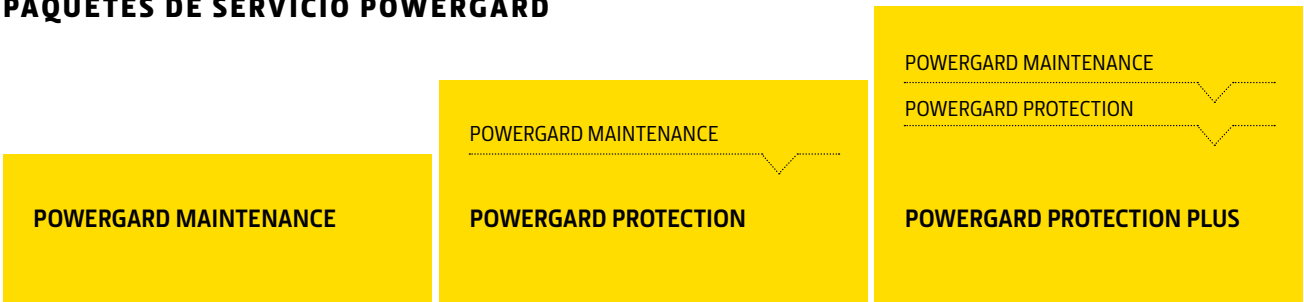 PAQUETES DE SERVICIO POWERGARD
POWERGARD MAINTENANCE
POWERGARD MAINTENANCE
POWERGARD PROTECTION
POWERGARD MAINTENANCE
POWERGARD PROTECTION
POWERGARD PROTECTION PLUS